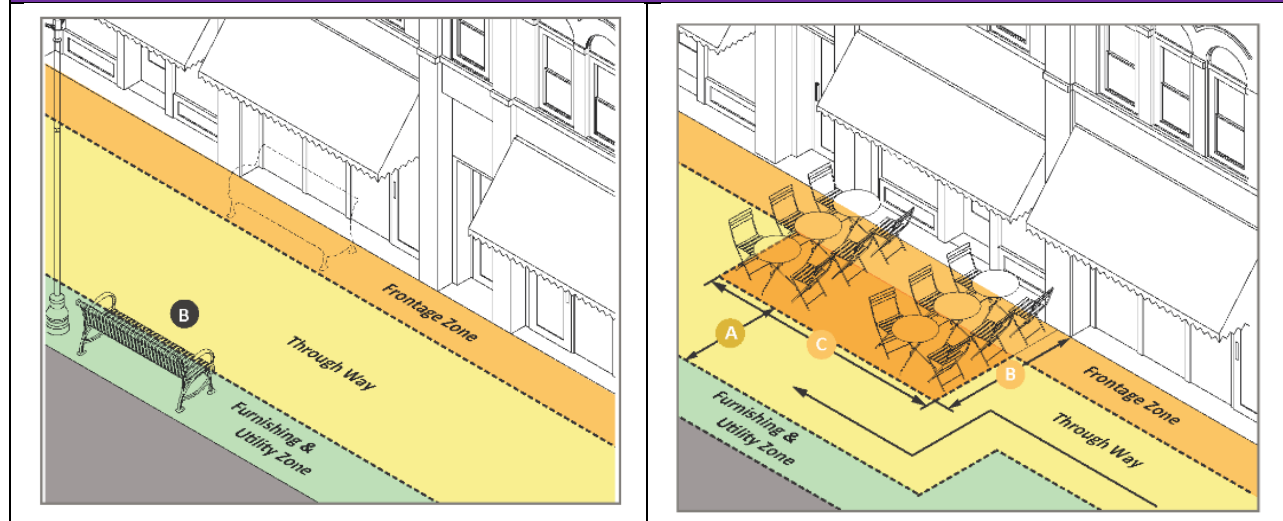 Frontage Zone
Through Way
B
Furnishing &
Utility Zone
A
C
B
Frontage Zone
Through Way
Furnishing &
Utility Zone